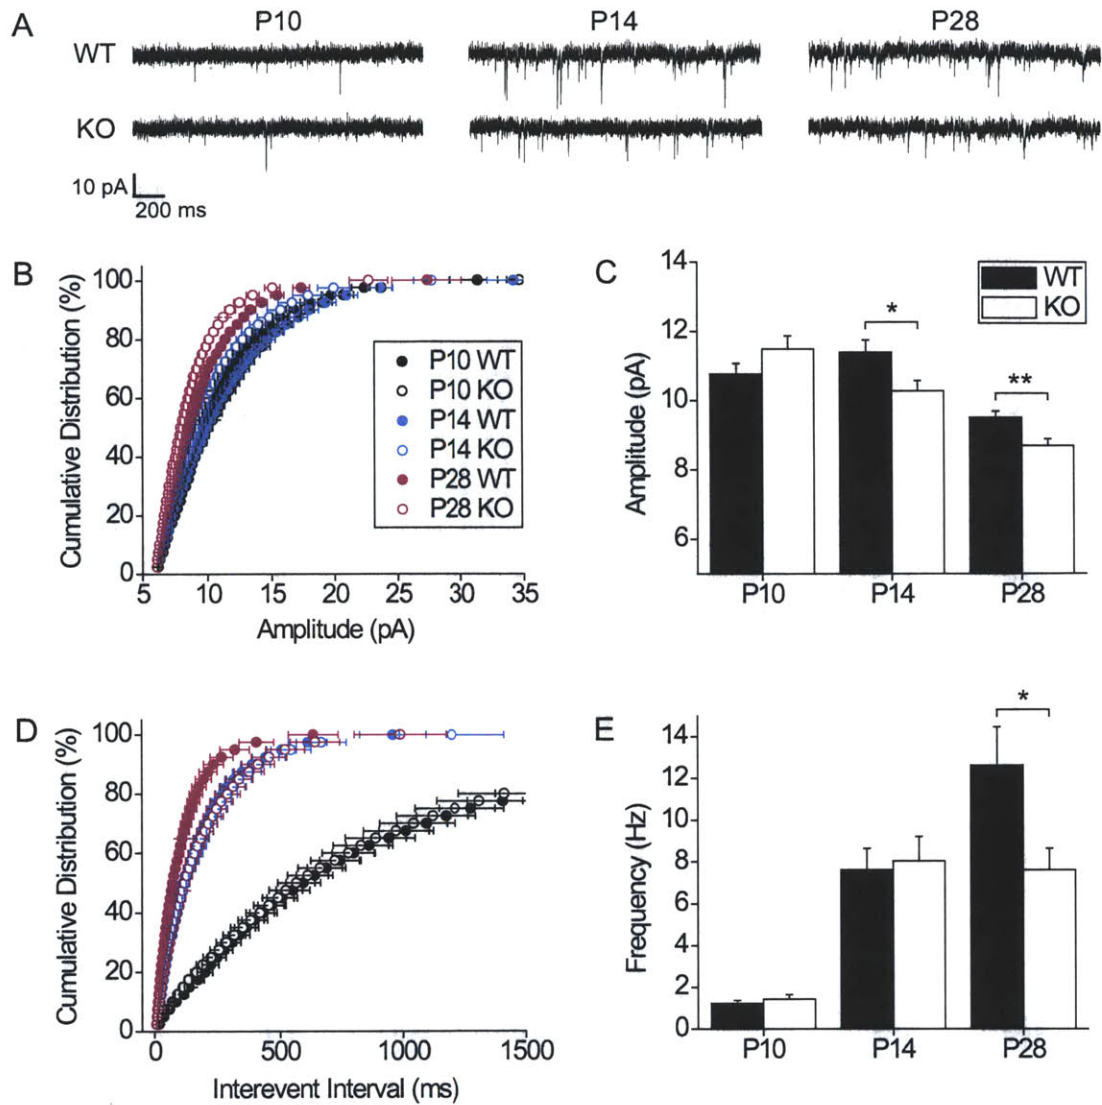 A
P10
P14
P28
WT
KO
10 pA
200 ms
B
Cumulative Distribution (%)
100
80
60
40
20
0
5
10
15
20
25
30
35
Amplitude (pA)
P10 WT
P10 KO
P14 WT
P14 KO
P28 WT
P28 KO
C
Amplitude (pA)
14
12
10
8
6
WT
KO
*
**
P10
P14
P28
D
Cumulative Distribution (%)
100
80
60
40
20
0
0
500
1000
1500
Interevent Interval (ms)
E
Frequency (Hz)
14
12
10
8
6
4
2
0
*
P10
P14
P28